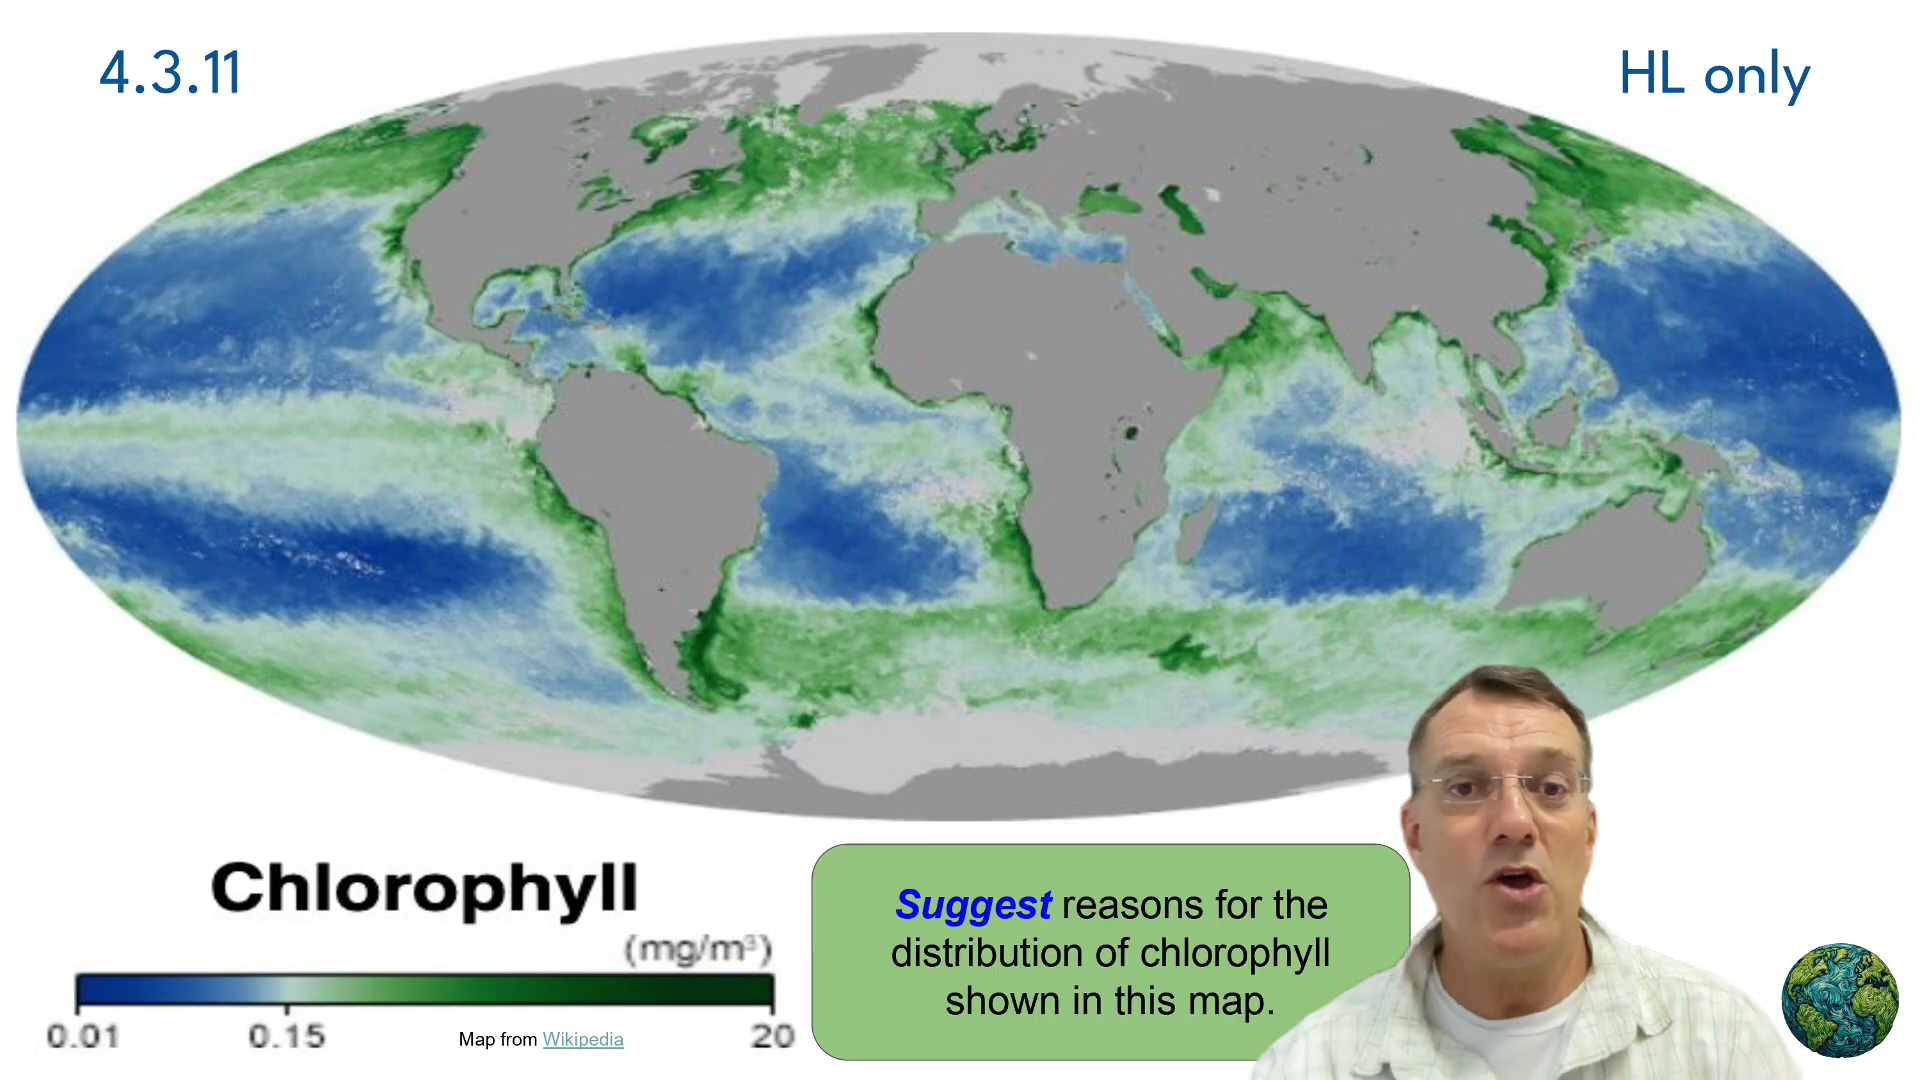 4.3.11
HL only
Chlorophyll
(mg/m³)
0.01
0.15
20
Map from Wikipedia
Suggest reasons for the
distribution of chlorophyll
shown in this map.